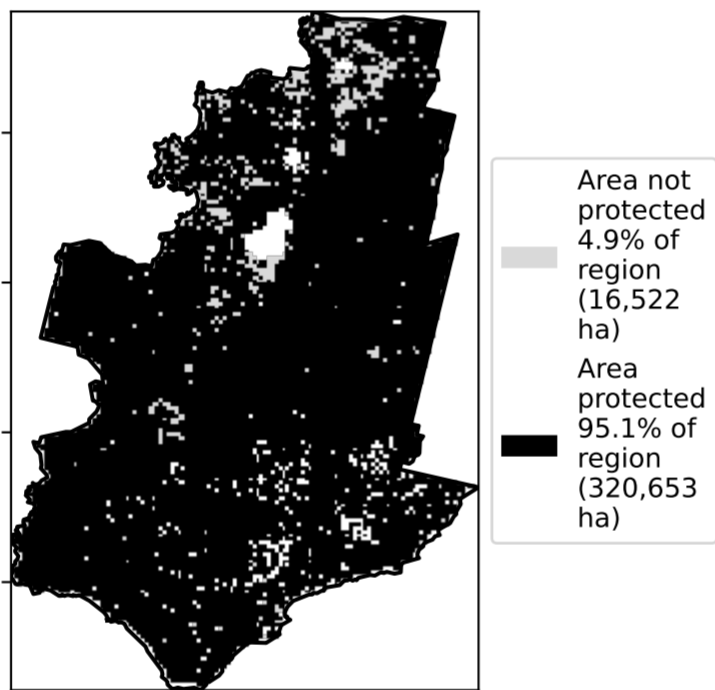 Area not
protected
4.9% of
region
(16,522
ha)
Area
protected
95.1% of
region
(320,653
ha)